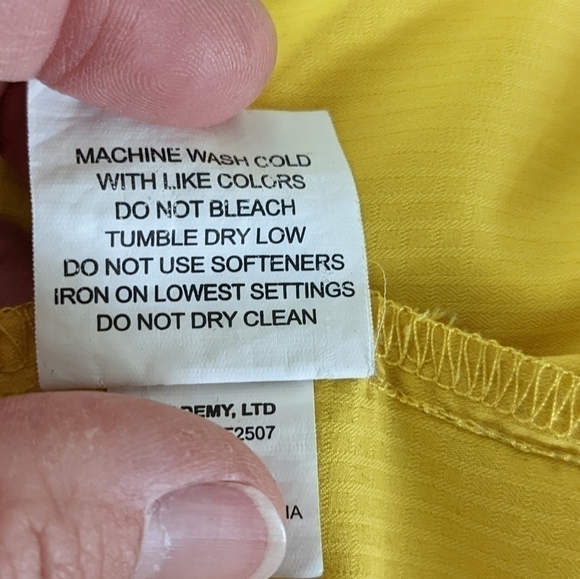 MACHINE WASH COLD
WITH LIKE COLORS
DO NOT BLEACH
TUMBLE DRY LOW
DO NOT USE SOFTENERS
IRON ON LOWEST SETTINGS
DO NOT DRY CLEAN
DEMY, LTD
2507
IA